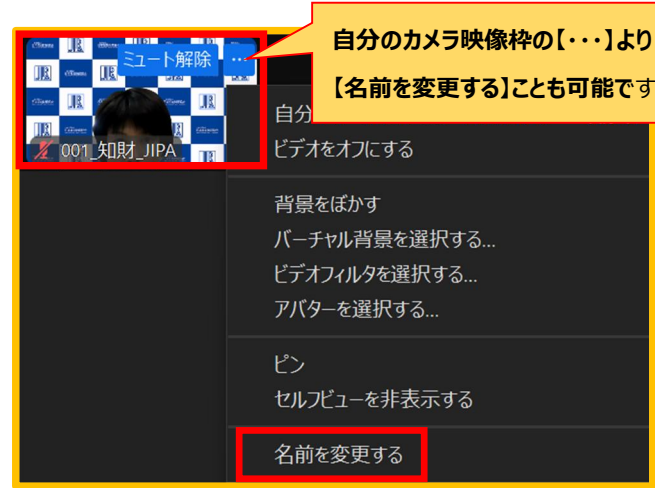 自分のカメラ映像枠の【・・・】より
【名前を変更する】ことも可能です
ミュート解除
...
001_知財_JIPA
自分
ビデオをオフにする
背景をぼかす
バーチャル背景を選択する...
ビデオフィルタを選択する...
アバターを選択する...
ピン
セルフビューを非表示する
名前を変更する